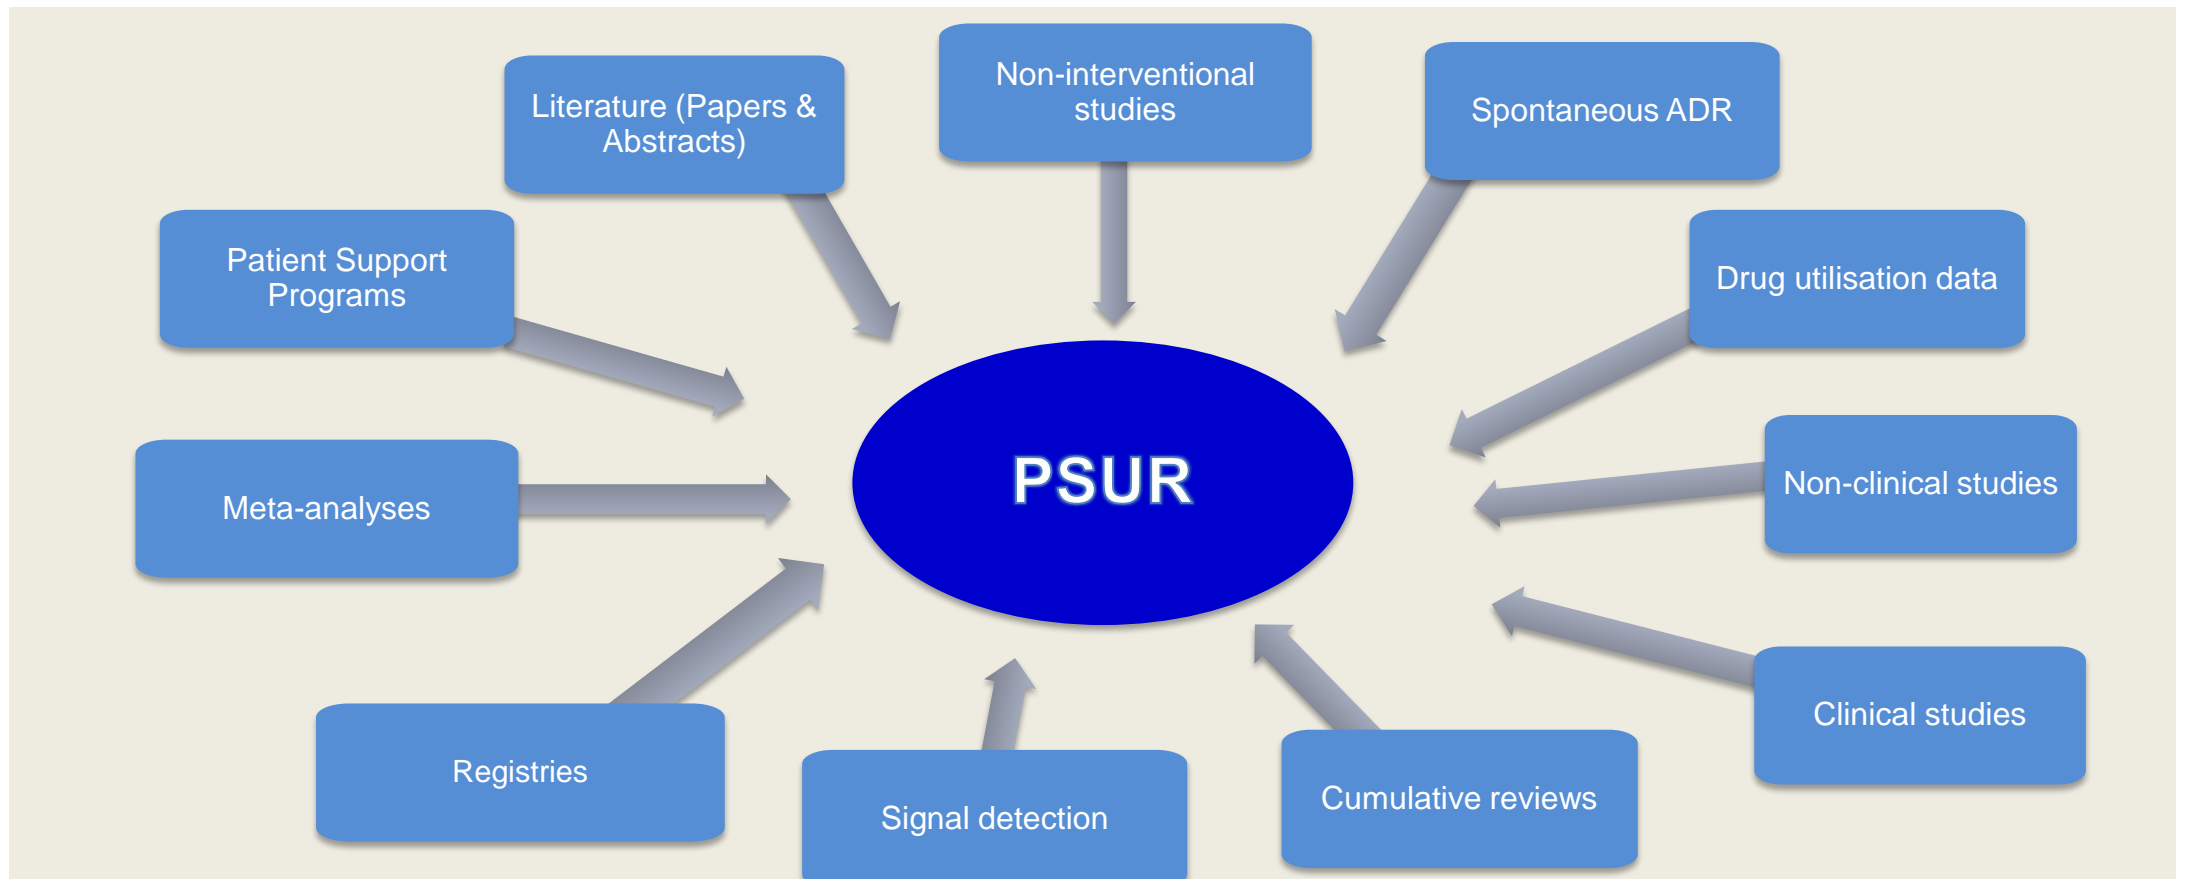 Non-interventional
studies
Literature (Papers &
Abstracts)
Spontaneous ADR
Patient Support
Programs
Drug utilisation data
PSUR
Meta-analyses
Non-clinical studies
Registries
Clinical studies
Signal detection
Cumulative reviews